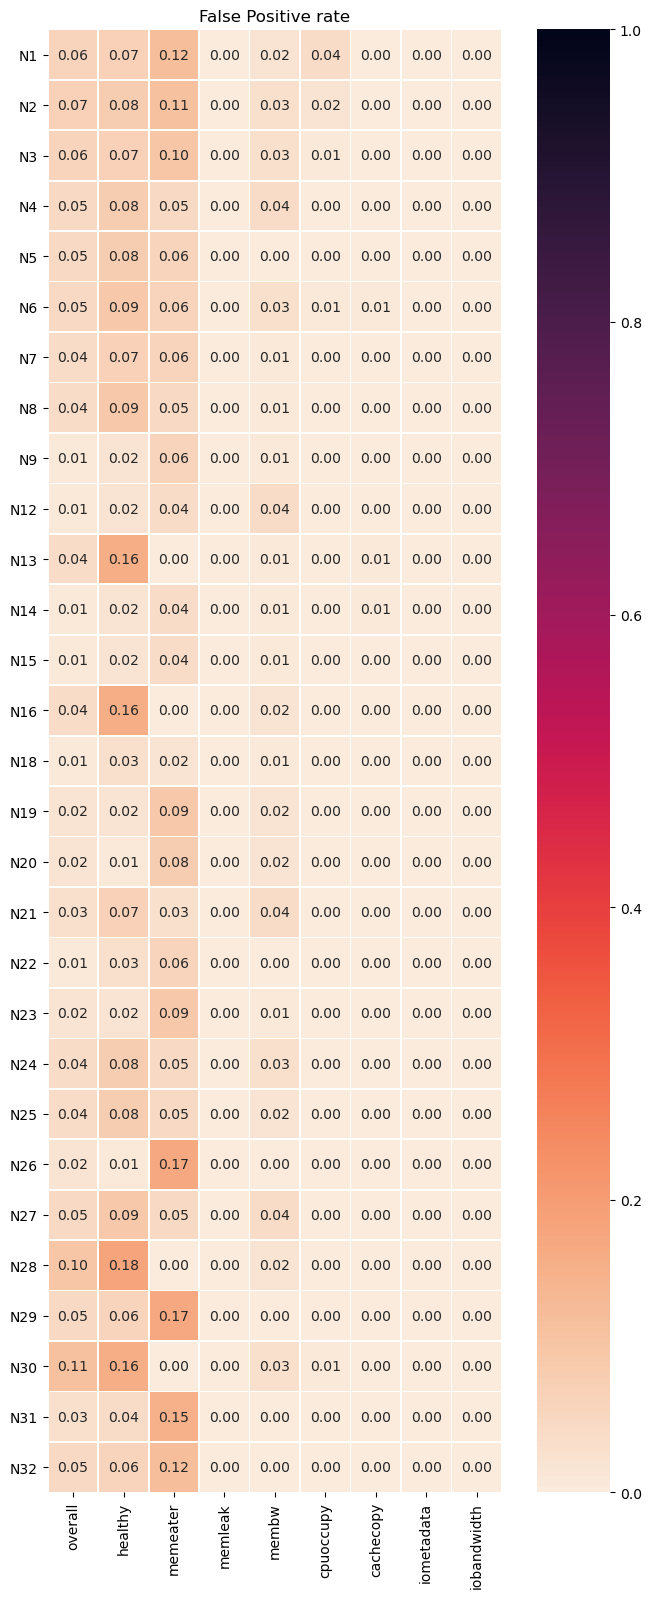 False Positive rate
N1 0.06 0.07 0.12 0.00 0.02 0.04 0.00 0.00 0.00
N2 0.07 0.08 0.11 0.00 0.03 0.02 0.00 0.00 0.00
N3 0.06 0.07 0.10 0.00 0.03 0.01 0.00 0.00 0.00
N4 0.05 0.08 0.05 0.00 0.04 0.00 0.00 0.00 0.00
N5 0.05 0.08 0.06 0.00 0.00 0.00 0.00 0.00 0.00
N6 0.05 0.09 0.06 0.00 0.03 0.01 0.01 0.00 0.00
N7 0.04 0.07 0.06 0.00 0.01 0.00 0.00 0.00 0.00
N8 0.04 0.09 0.05 0.00 0.01 0.00 0.00 0.00 0.00
N9 0.01 0.02 0.06 0.00 0.01 0.00 0.00 0.00 0.00
N12 0.01 0.02 0.04 0.00 0.04 0.00 0.00 0.00 0.00
N13 0.04 0.16 0.00 0.00 0.01 0.00 0.01 0.00 0.00
N14 0.01 0.02 0.04 0.00 0.01 0.00 0.01 0.00 0.00
N15 0.01 0.02 0.04 0.00 0.01 0.00 0.00 0.00 0.00
N16 0.04 0.16 0.00 0.00 0.02 0.00 0.00 0.00 0.00
N18 0.01 0.03 0.02 0.00 0.01 0.00 0.00 0.00 0.00
N19 0.02 0.02 0.09 0.00 0.02 0.00 0.00 0.00 0.00
N20 0.02 0.01 0.08 0.00 0.02 0.00 0.00 0.00 0.00
N21 0.03 0.07 0.03 0.00 0.04 0.00 0.00 0.00 0.00
N22 0.01 0.03 0.06 0.00 0.00 0.00 0.00 0.00 0.00
N23 0.02 0.02 0.09 0.00 0.01 0.00 0.00 0.00 0.00
N24 0.04 0.08 0.05 0.00 0.03 0.00 0.00 0.00 0.00
N25 0.04 0.08 0.05 0.00 0.02 0.00 0.00 0.00 0.00
N26 0.02 0.01 0.17 0.00 0.00 0.00 0.00 0.00 0.00
N27 0.05 0.09 0.05 0.00 0.04 0.00 0.00 0.00 0.00
N28 0.10 0.18 0.00 0.00 0.02 0.00 0.00 0.00 0.00
N29 0.05 0.06 0.17 0.00 0.00 0.00 0.00 0.00 0.00
N30 0.11 0.16 0.00 0.00 0.03 0.01 0.00 0.00 0.00
N31 0.03 0.04 0.15 0.00 0.00 0.00 0.00 0.00 0.00
N32 0.05 0.06 0.12 0.00 0.00 0.00 0.00 0.00 0.00
overall healthy memeater memleak membw cpuoccupy cachecopy iometadata iobandwidth
1.0
0.8
0.6
0.4
0.2
0.0